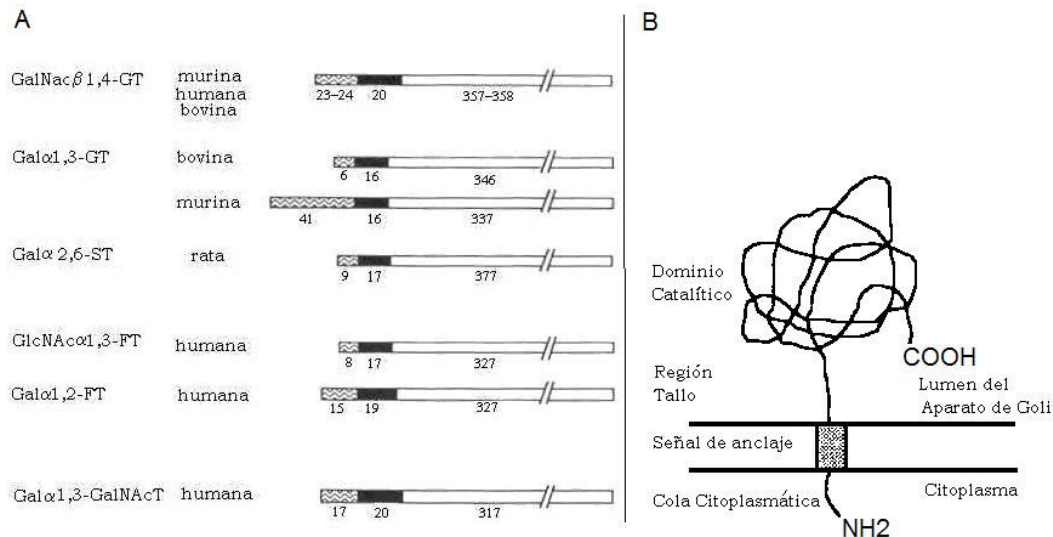 A
GalNacβ1,4-GT murina
humana
bovina
23-24 20 357-358
Galα1,3-GT bovina
6 16 346
murina
41 16 337
Galα 2,6-ST rata
9 17 377
GlcNAcα1,3-FT humana
8 17 327
Galα1,2-FT humana
15 19 327
Galα1,3-GalNAcT humana
17 20 317
B
Dominio
Catalítico
COOH
Región
Tallo
Lumen del
Aparato de Goli
Señal de anclaje
Cola Citoplasmática
Citoplasma
NH2